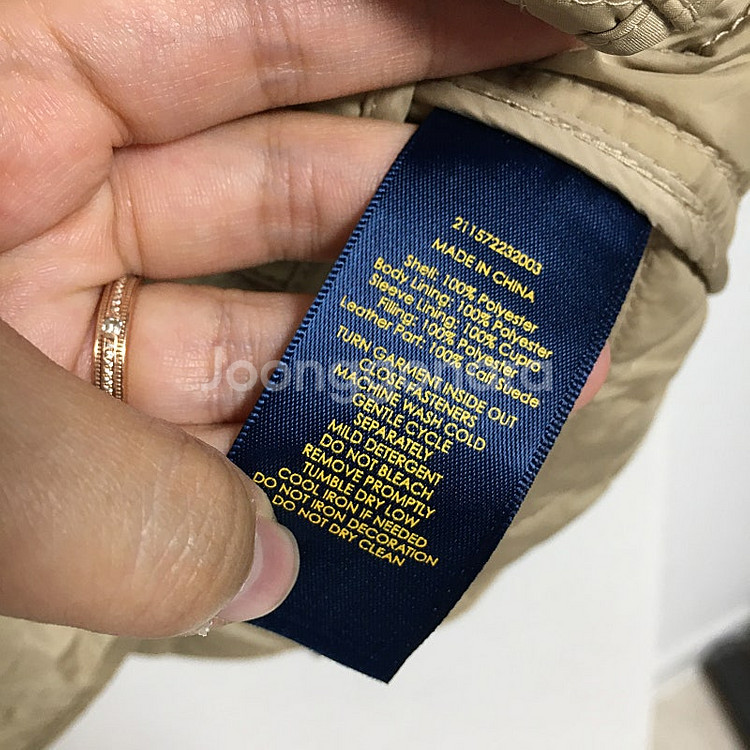 211572232003
MADE IN CHINA
Shell: 100% Polyester
Body Lining: 100% Polyester
Sleeve Lining: 100% Cupro
Filling: 100% Polyester
Leather Part: 100% Calf Suede
TURN GARMENT INSIDE OUT
CLOSE FASTENERS
MACHINE WASH COLD
GENTLE CYCLE
SEPARATELY
MILD DETERGENT
DO NOT BLEACH
REMOVE PROMPTLY
TUMBLE DRY LOW
COOL IRON IF NEEDED
DO NOT IRON DECORATION
DO NOT DRY CLEAN